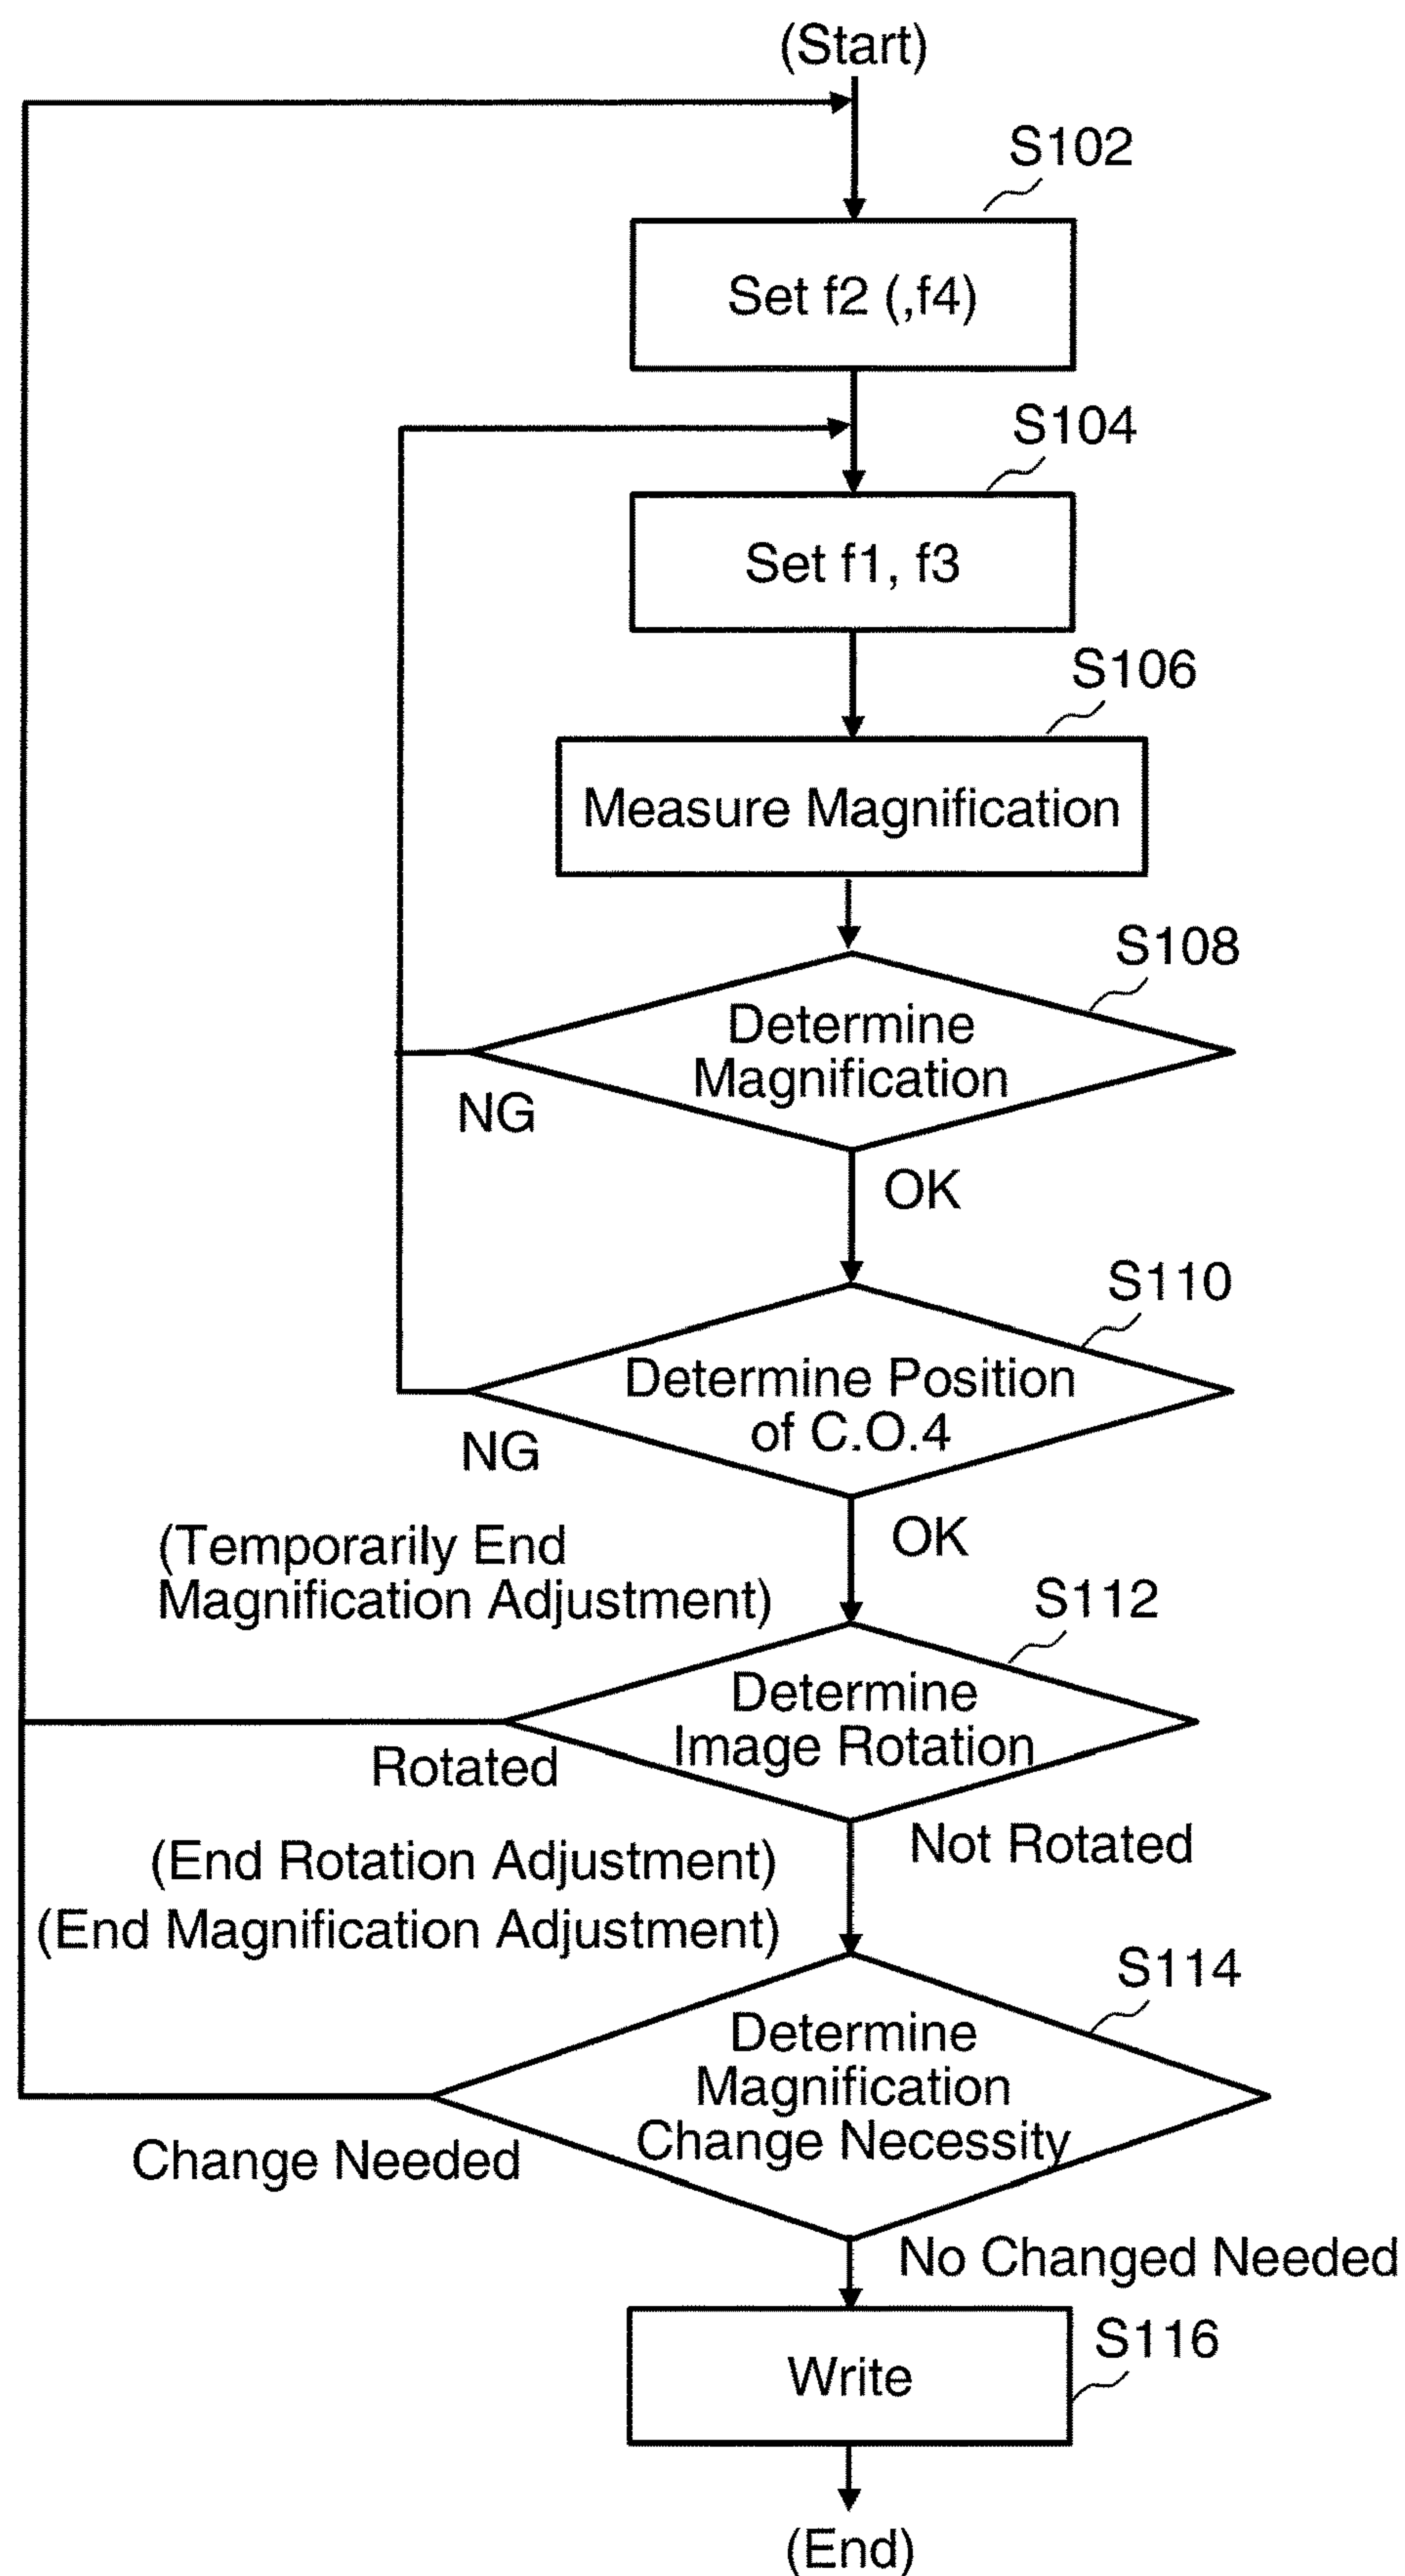 (Start)
S102
Set f2 (,f4)
S104
Set f1, f3
S106
Measure Magnification
S108
Determine
Magnification
NG
OK
S110
Determine Position
of C.O.4
NG
OK
(Temporarily End
Magnification Adjustment)
S112
Determine
Image Rotation
Rotated
Not Rotated
(End Rotation Adjustment)
(End Magnification Adjustment)
S114
Determine
Magnification
Change Necessity
Change Needed
No Changed Needed
S116
Write
(End)